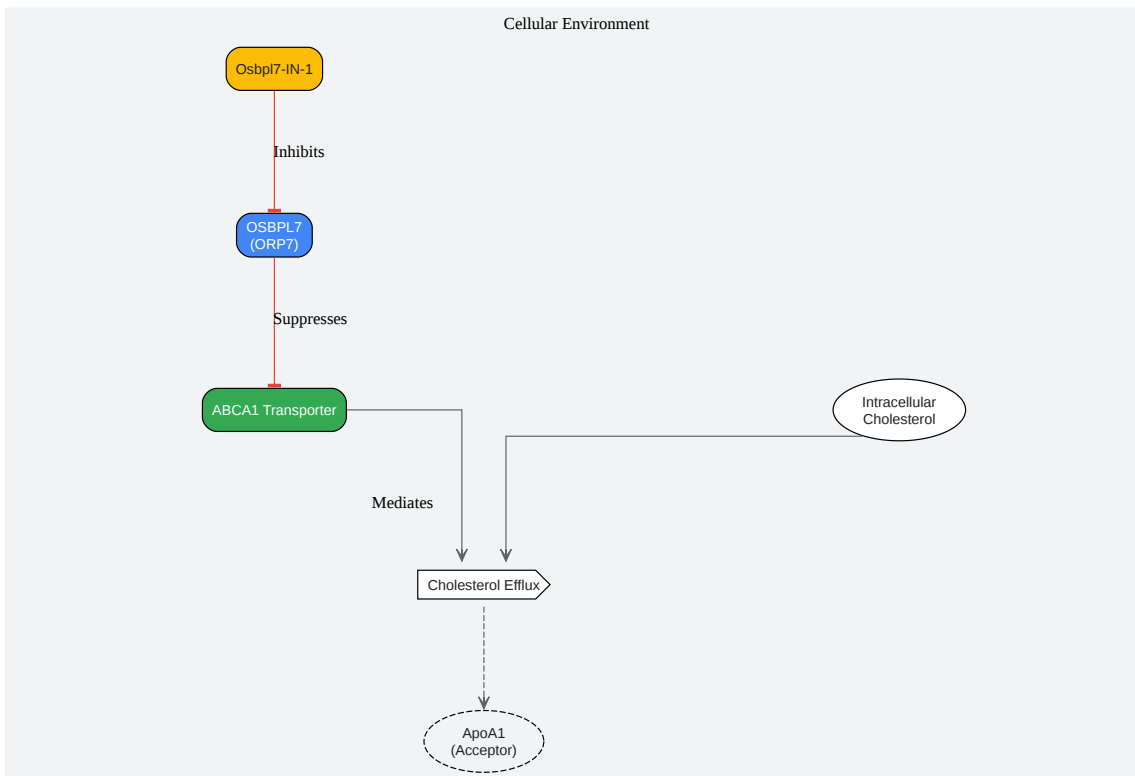 Cellular Environment
Osbpl7-IN-1
Inhibits
OSBPL7
(ORP7)
Suppresses
ABCA1 Transporter
Intracellular
Cholesterol
Mediates
Cholesterol Efflux
ApoA1
(Acceptor)